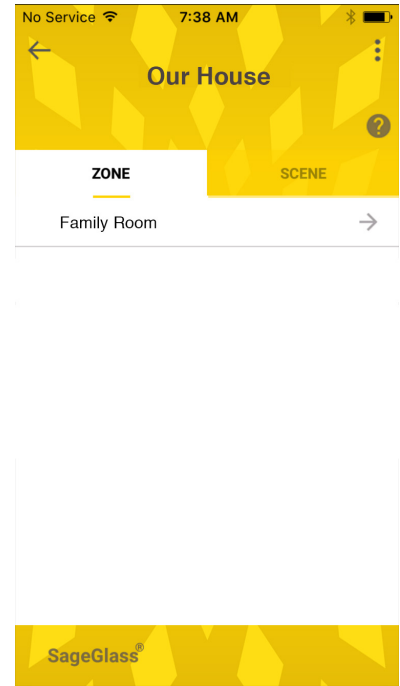 No Service 7:38 AM
Our House
?
ZONE SCENE
Family Room
SageGlass®